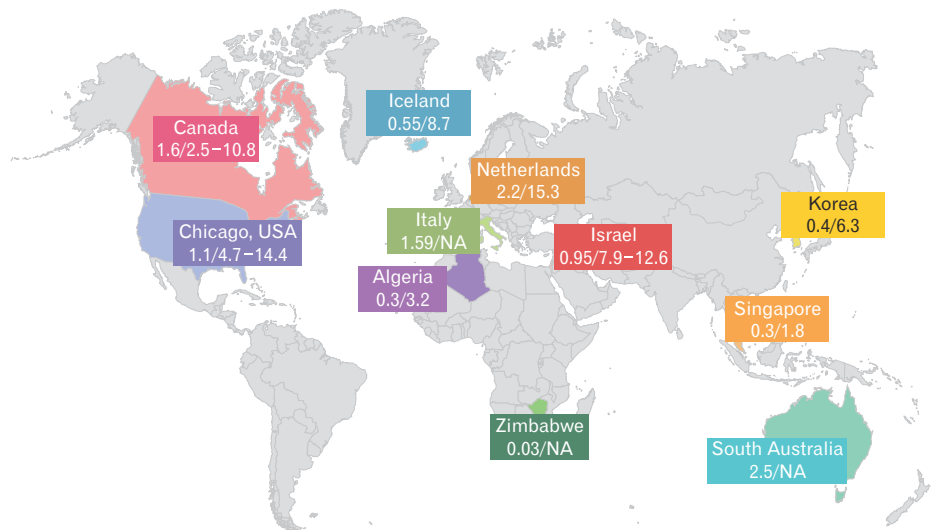 Iceland
0.55/8.7
Canada
1.6/2.5–10.8
Netherlands
2.2/15.3
Korea
0.4/6.3
Italy
1.59/NA
Chicago, USA
1.1/4.7–14.4
Israel
0.95/7.9–12.6
Algeria
0.3/3.2
Singapore
0.3/1.8
Zimbabwe
0.03/NA
South Australia
2.5/NA